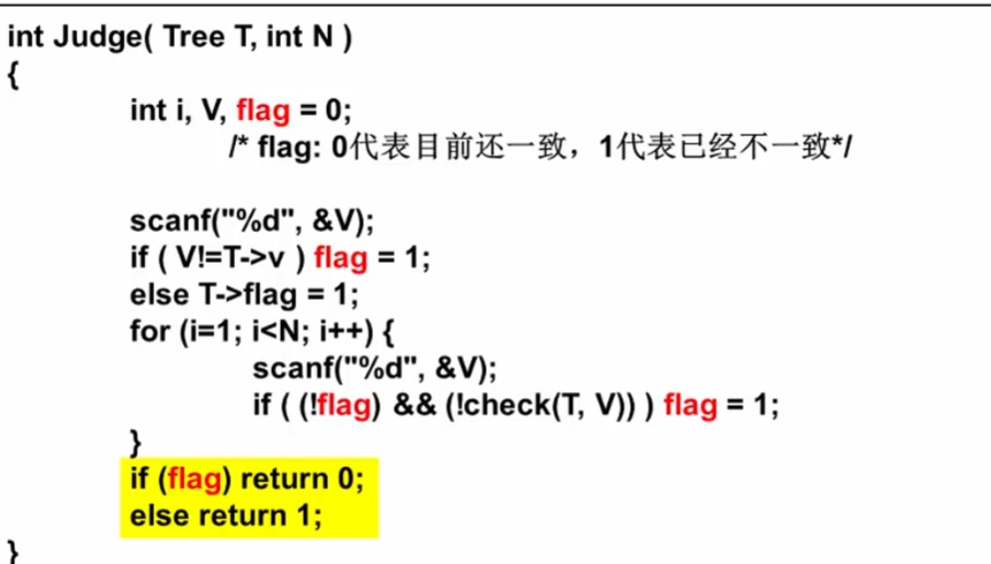 int Judge( Tree T, int N )
{
int i, V, flag = 0;
/* flag: 0代表目前还一致，1代表已经不一致*/
scanf("%d", &V);
if ( V!=T->v ) flag = 1;
else T->flag = 1;
for (i=1; i<N; i++) {
scanf("%d", &V);
if ( (!flag) && (!check(T, V)) ) flag = 1;
}
if (flag) return 0;
else return 1;
}